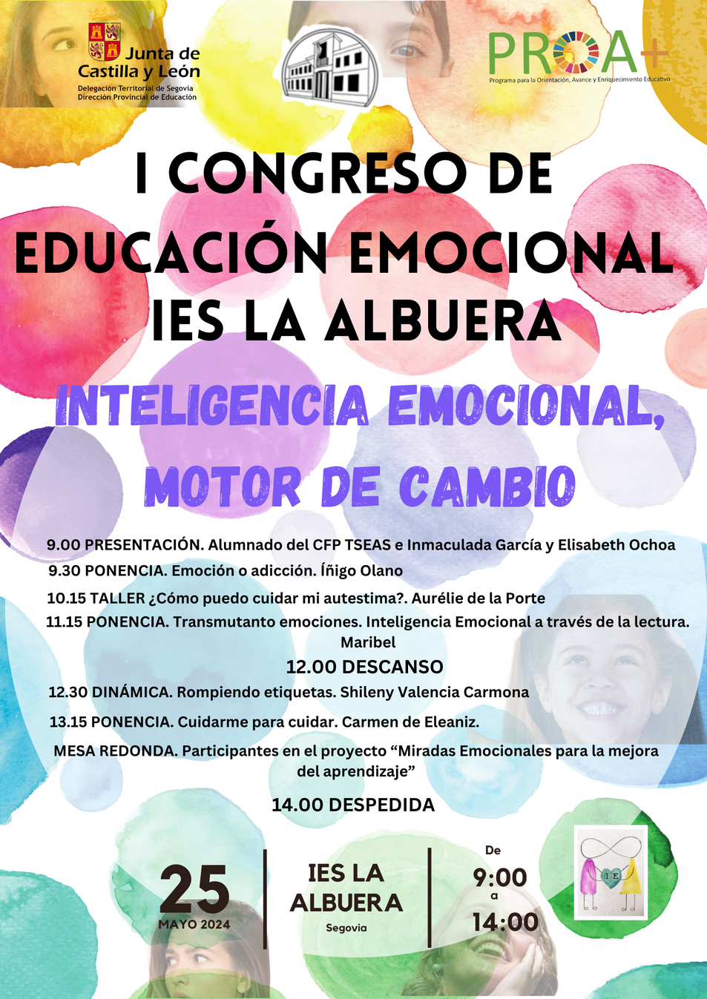 Junta de
Castilla y León
Delegación Territorial de Segovia
Dirección Provincial de Educación
PROA+
Programa para la Orientación, Avance y Enriquecimiento Educativo
I CONGRESO DE
EDUCACIÓN EMOCIONAL
IES LA ALBUERA
INTELIGENCIA EMOCIONAL,
MOTOR DE CAMBIO
9.00 PRESENTACIÓN. Alumnado del CFP TSEAS e Inmaculada García y Elisabeth Ochoa
9.30 PONENCIA. Emoción o adicción. Íñigo Olano
10.15 TALLER ¿Cómo puedo cuidar mi autestima?. Aurélie de la Porte
11.15 PONENCIA. Transmutanto emociones. Inteligencia Emocional a través de la lectura.
Maribel
12.00 DESCANSO
12.30 DINÁMICA. Rompiendo etiquetas. Shileny Valencia Carmona
13.15 PONENCIA. Cuidarme para cuidar. Carmen de Eleaniz.
MESA REDONDA. Participantes en el proyecto “Miradas Emocionales para la mejora
del aprendizaje”
14.00 DESPEDIDA
25
MAYO 2024
IES LA
ALBUERA
Segovia
De
9:00
a
14:00
I E